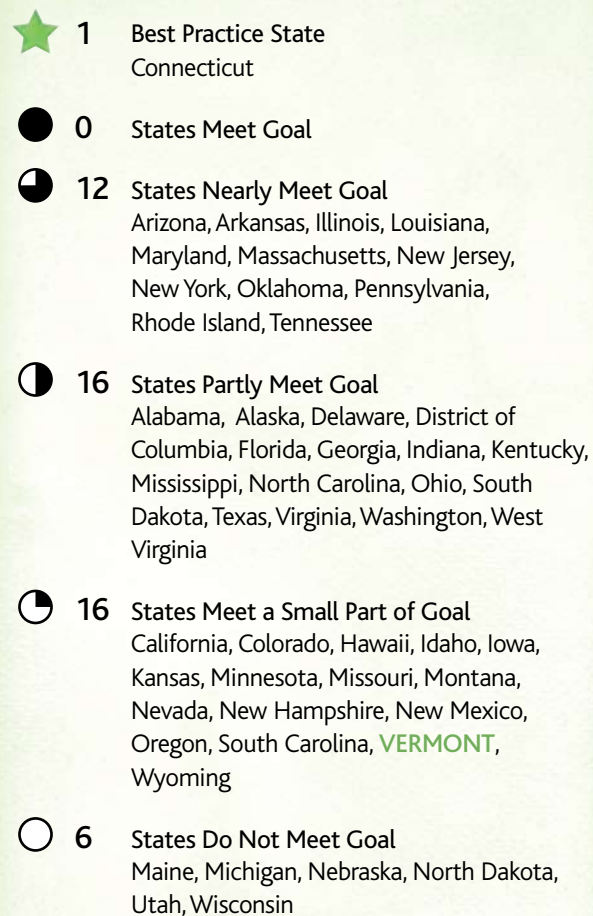 1 Best Practice State
Connecticut
0 States Meet Goal
12 States Nearly Meet Goal
Arizona, Arkansas, Illinois, Louisiana,
Maryland, Massachusetts, New Jersey,
New York, Oklahoma, Pennsylvania,
Rhode Island, Tennessee
16 States Partly Meet Goal
Alabama, Alaska, Delaware, District of
Columbia, Florida, Georgia, Indiana, Kentucky,
Mississippi, North Carolina, Ohio, South
Dakota, Texas, Virginia, Washington, West
Virginia
16 States Meet a Small Part of Goal
California, Colorado, Hawaii, Idaho, Iowa,
Kansas, Minnesota, Missouri, Montana,
Nevada, New Hampshire, New Mexico,
Oregon, South Carolina, VERMONT,
Wyoming
6 States Do Not Meet Goal
Maine, Michigan, Nebraska, North Dakota,
Utah, Wisconsin